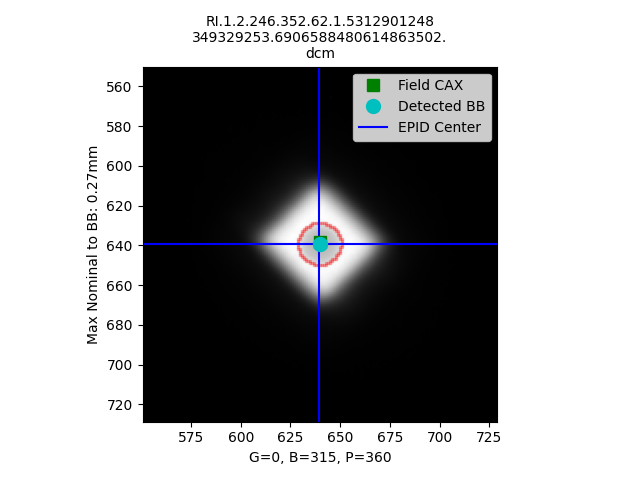 RI.1.2.246.352.62.1.5312901248
349329253.6906588480614863502.
dcm
Field CAX
Detected BB
EPID Center
Max Nominal to BB: 0.27mm
560
580
600
620
640
660
680
700
720
575 600 625 650 675 700 725
G=0, B=315, P=360